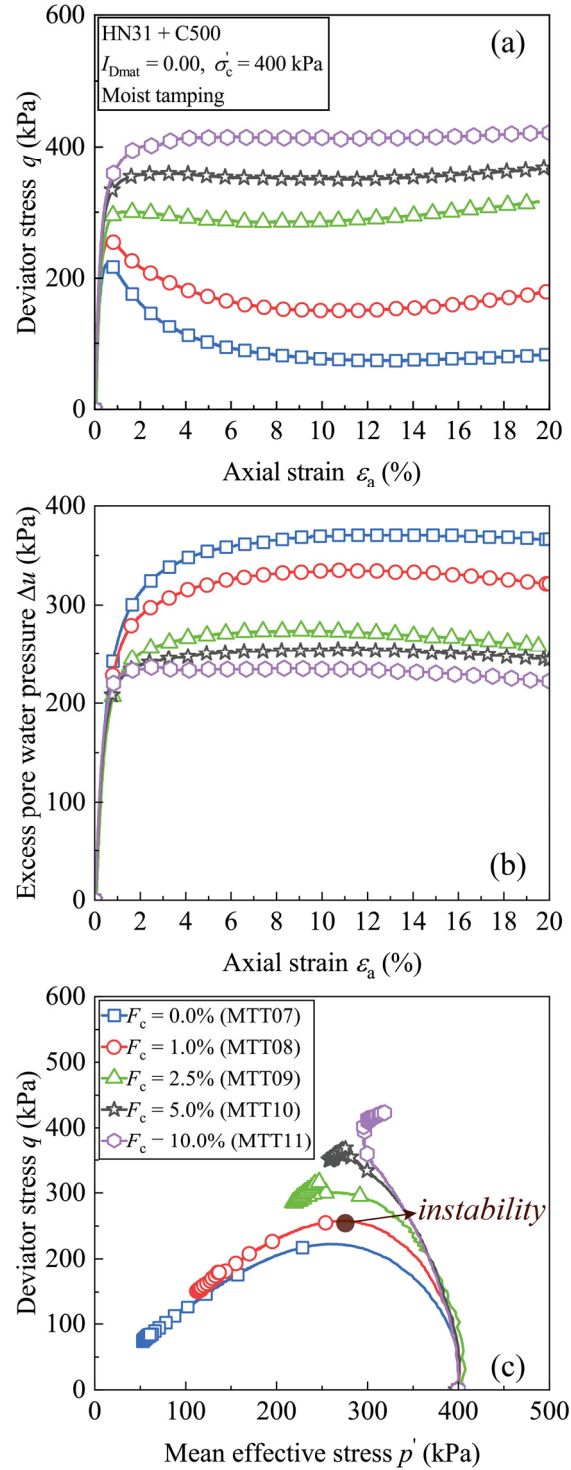 600
400
200
0
Deviator stress q (kPa)
HN31 + C500
I_Dmat = 0.00, σ'_c = 400 kPa
Moist tamping
(a)
0 2 4 6 8 10 12 14 16 18 20
Axial strain ε_a (%)
400
300
200
100
0
Excess pore water pressure Δu (kPa)
(b)
0 2 4 6 8 10 12 14 16 18 20
Axial strain ε_a (%)
600
500
400
300
200
100
0
Deviator stress q (kPa)
F_c = 0.0% (MTT07)
F_c = 1.0% (MTT08)
F_c = 2.5% (MTT09)
F_c = 5.0% (MTT10)
F_c = 10.0% (MTT11)
instability
(c)
0 100 200 300 400 500
Mean effective stress p' (kPa)